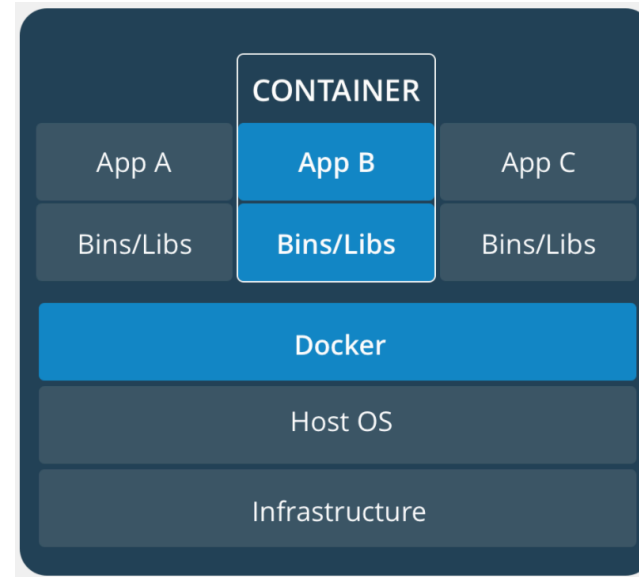 CONTAINER
App A
App B
App C
Bins/Libs
Bins/Libs
Bins/Libs
Docker
Host OS
Infrastructure